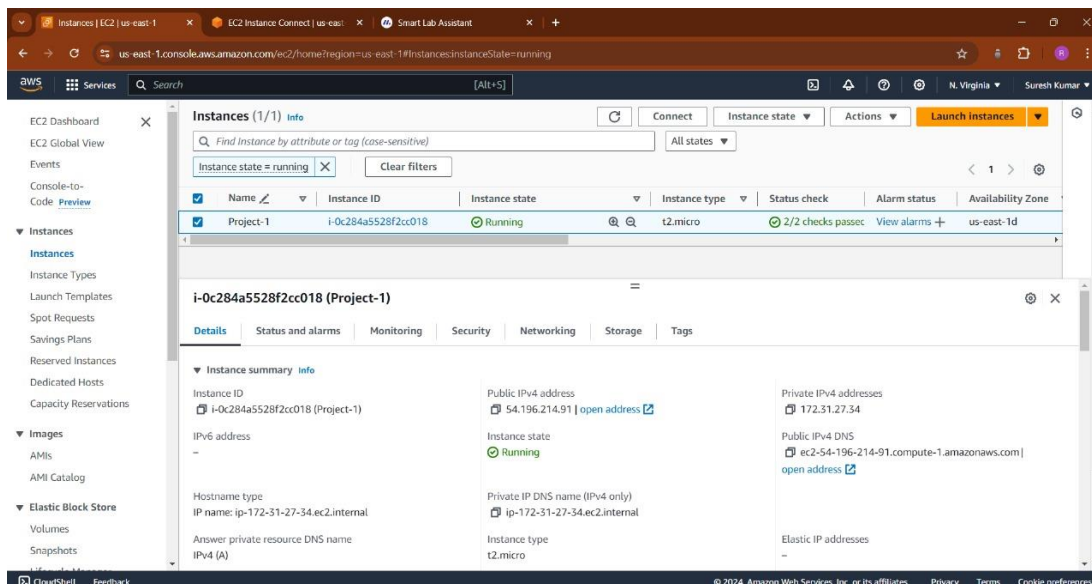 Instances | EC2 | us-east-1
EC2 Instance Connect | us-east
Smart Lab Assistant
us-east-1.console.aws.amazon.com/ec2/home?region=us-east-1#Instances:instanceState=running
R
aws
Services
Search
[Alt+S]
N. Virginia
Suresh Kumar
EC2 Dashboard
EC2 Global View
Events
Console-to-
Code Preview
Instances
Instances
Instance Types
Launch Templates
Spot Requests
Savings Plans
Reserved Instances
Dedicated Hosts
Capacity Reservations
Images
AMIs
AMI Catalog
Elastic Block Store
Volumes
Snapshots
Instances (1/1) Info
Connect
Instance state
Actions
Launch instances
Find Instance by attribute or tag (case-sensitive)
All states
Instance state = running
Clear filters
1
Name Instance ID Instance state Instance type Status check Alarm status Availability Zone
Project-1 i-0c284a5528f2cc018 Running t2.micro 2/2 checks passec View alarms + us-east-1d
i-0c284a5528f2cc018 (Project-1)
Details Status and alarms Monitoring Security Networking Storage Tags
Instance summary Info
Instance ID
i-0c284a5528f2cc018 (Project-1)
Public IPv4 address
54.196.214.91 | open address
Private IPv4 addresses
172.31.27.34
IPv6 address
–
Instance state
Running
Public IPv4 DNS
ec2-54-196-214-91.compute-1.amazonaws.com |
open address
Hostname type
IP name: ip-172-31-27-34.ec2.internal
Private IP DNS name (IPv4 only)
ip-172-31-27-34.ec2.internal
Answer private resource DNS name
IPv4 (A)
Instance type
t2.micro
Elastic IP addresses
–
CloudShell Feedback
© 2024, Amazon Web Services, Inc. or its affiliates. Privacy Terms Cookie preferences